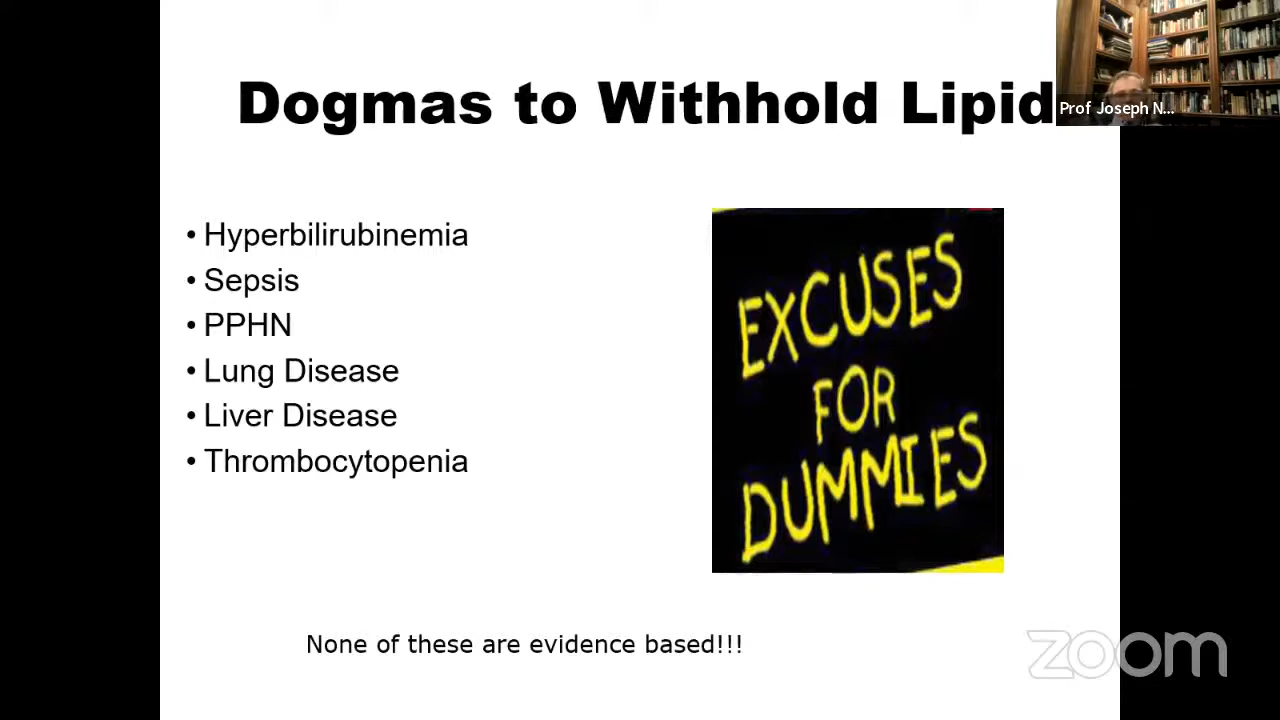 Dogmas to Withhold Lipid
Prof Joseph N...
• Hyperbilirubinemia
• Sepsis
• PPHN
• Lung Disease
• Liver Disease
• Thrombocytopenia
EXCUSES
FOR
DUMMIES
None of these are evidence based!!!
zoom